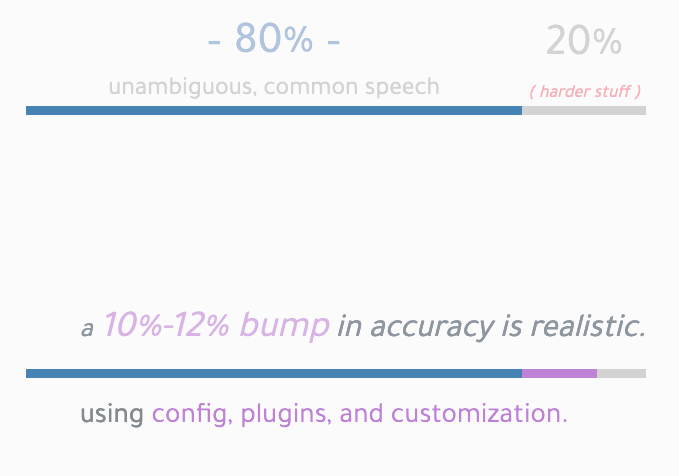 - 80% -
20%
unambiguous, common speech
( harder stuff )
a 10%-12% bump in accuracy is realistic.
using config, plugins, and customization.